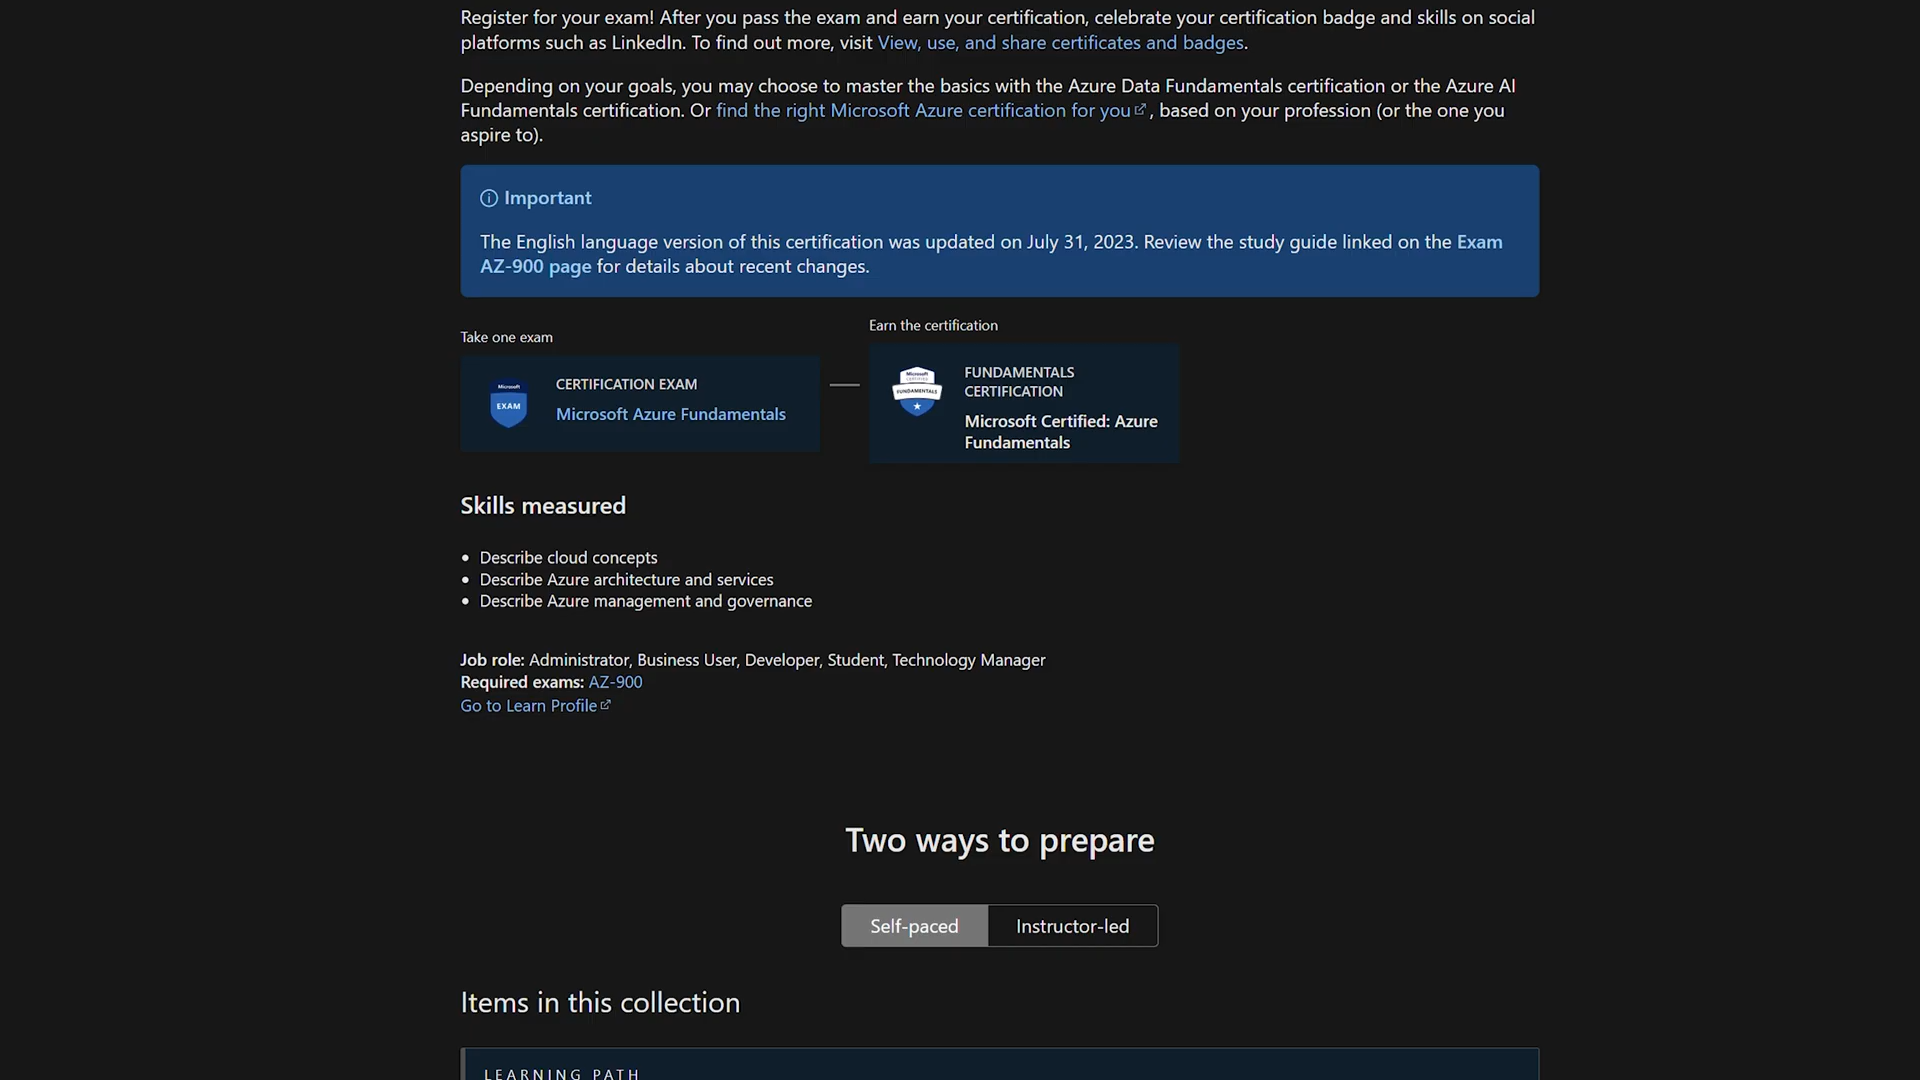 Register for your exam! After you pass the exam and earn your certification, celebrate your certification badge and skills on social
platforms such as LinkedIn. To find out more, visit View, use, and share certificates and badges.
Depending on your goals, you may choose to master the basics with the Azure Data Fundamentals certification or the Azure AI
Fundamentals certification. Or find the right Microsoft Azure certification for you, based on your profession (or the one you
aspire to).
Important
The English language version of this certification was updated on July 31, 2023. Review the study guide linked on the Exam
AZ-900 page for details about recent changes.
Take one exam
Microsoft
EXAM
CERTIFICATION EXAM
Microsoft Azure Fundamentals
Earn the certification
Microsoft
CERTIFIED
FUNDAMENTALS
FUNDAMENTALS
CERTIFICATION
Microsoft Certified: Azure
Fundamentals
Skills measured
• Describe cloud concepts
• Describe Azure architecture and services
• Describe Azure management and governance
Job role: Administrator, Business User, Developer, Student, Technology Manager
Required exams: AZ-900
Go to Learn Profile
Two ways to prepare
Self-paced
Instructor-led
Items in this collection
LEARNING PATH